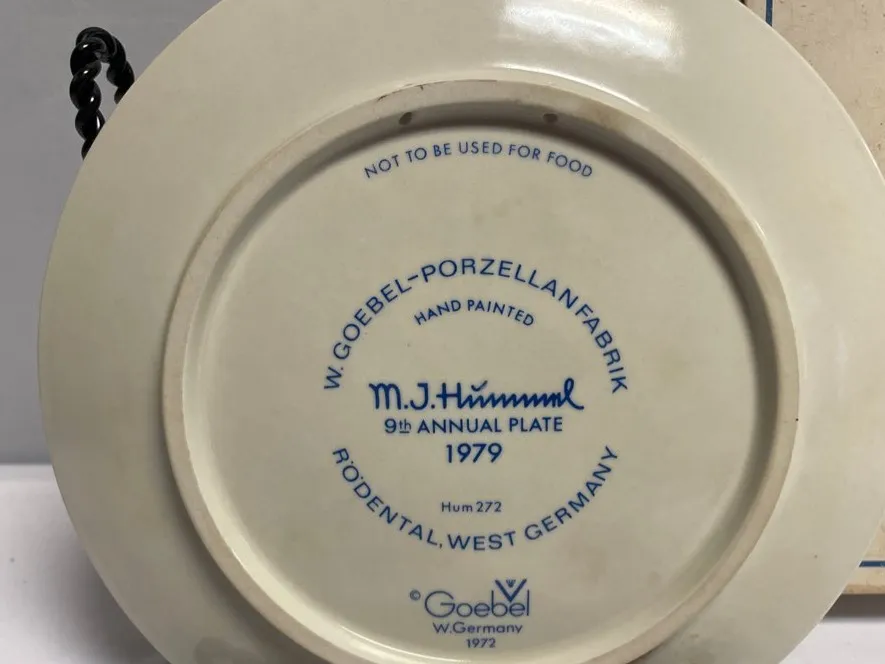 NOT TO BE USED FOR FOOD
W. GOEBEL-PORZELLANFABRIK
HAND PAINTED
M.J.Hummel
9th ANNUAL PLATE
1979
Hum 272
RÖDENTAL, WEST GERMANY
© Goebel
W.Germany
1972